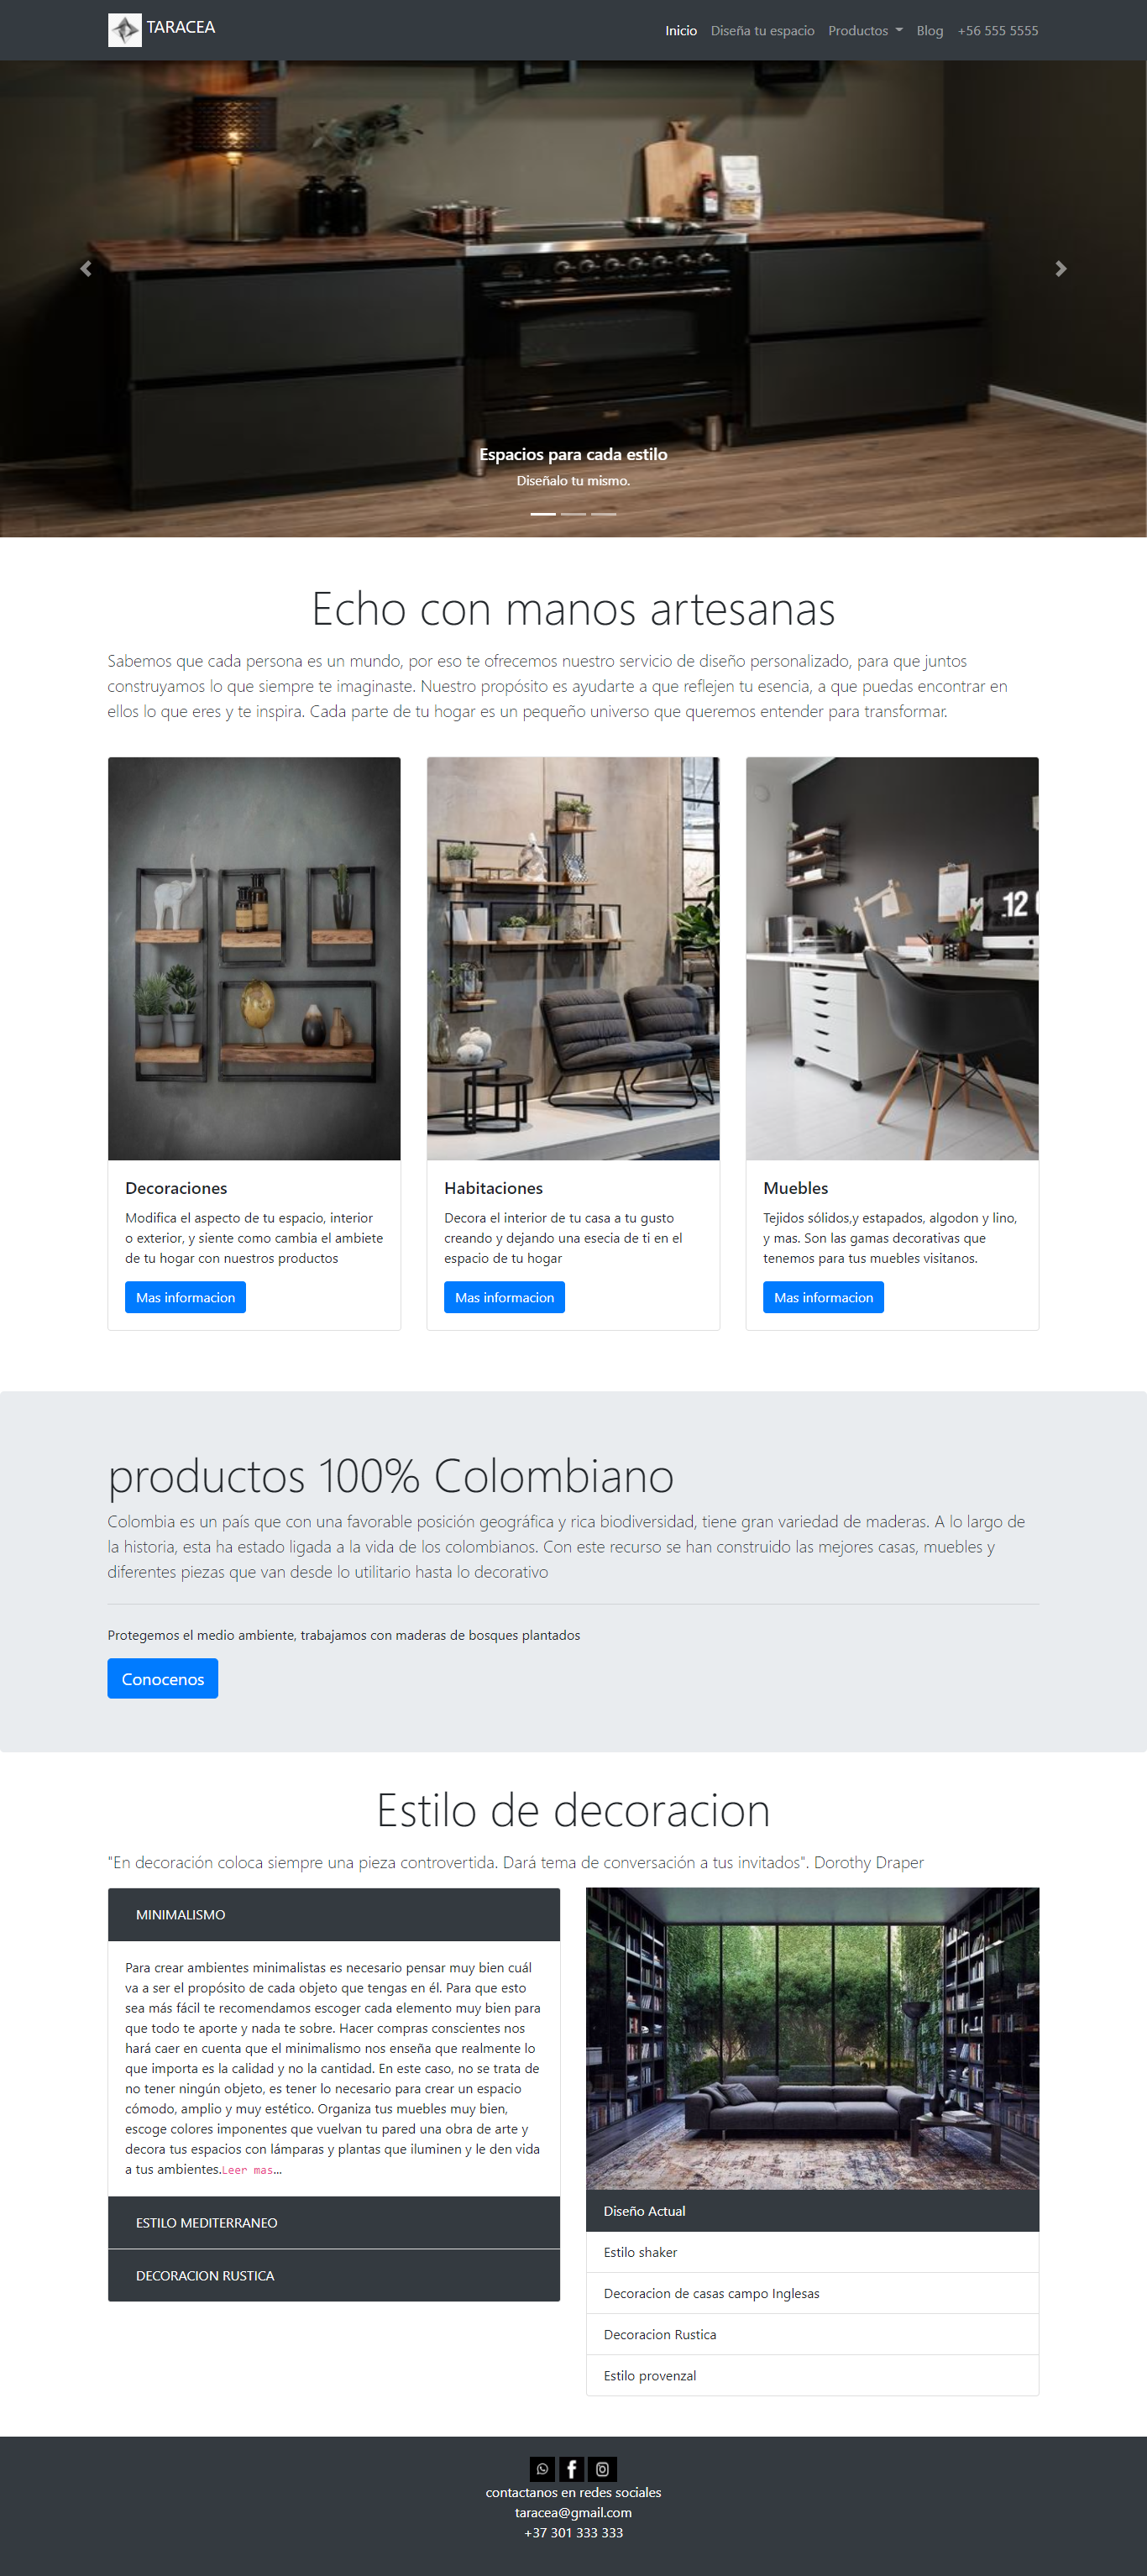 TARACEA
Inicio Diseña tu espacio Productos Blog +56 555 5555
Espacios para cada estilo
Diseñalo tu mismo.
Echo con manos artesanas
Sabemos que cada persona es un mundo, por eso te ofrecemos nuestro servicio de diseño personalizado, para que juntos
construyamos lo que siempre te imaginaste. Nuestro propósito es ayudarte a que reflejen tu esencia, a que puedas encontrar en
ellos lo que eres y te inspira. Cada parte de tu hogar es un pequeño universo que queremos entender para transformar.
12
Decoraciones
Modifica el aspecto de tu espacio, interior
o exterior, y siente como cambia el ambiete
de tu hogar con nuestros productos
Mas informacion
Habitaciones
Decora el interior de tu casa a tu gusto
creando y dejando una esecia de ti en el
espacio de tu hogar
Mas informacion
Muebles
Tejidos sólidos,y estapados, algodon y lino,
y mas. Son las gamas decorativas que
tenemos para tus muebles visitanos.
Mas informacion
productos 100% Colombiano
Colombia es un país que con una favorable posición geográfica y rica biodiversidad, tiene gran variedad de maderas. A lo largo de
la historia, esta ha estado ligada a la vida de los colombianos. Con este recurso se han construido las mejores casas, muebles y
diferentes piezas que van desde lo utilitario hasta lo decorativo
Protegemos el medio ambiente, trabajamos con maderas de bosques plantados
Conocenos
Estilo de decoracion
"En decoración coloca siempre una pieza controvertida. Dará tema de conversación a tus invitados". Dorothy Draper
MINIMALISMO
Para crear ambientes minimalistas es necesario pensar muy bien cuál
va a ser el propósito de cada objeto que tengas en él. Para que esto
sea más fácil te recomendamos escoger cada elemento muy bien para
que todo te aporte y nada te sobre. Hacer compras conscientes nos
hará caer en cuenta que el minimalismo nos enseña que realmente lo
que importa es la calidad y no la cantidad. En este caso, no se trata de
no tener ningún objeto, es tener lo necesario para crear un espacio
cómodo, amplio y muy estético. Organiza tus muebles muy bien,
escoge colores imponentes que vuelvan tu pared una obra de arte y
decora tus espacios con lámparas y plantas que iluminen y le den vida
a tus ambientes.Leer mas...
ESTILO MEDITERRANEO
DECORACION RUSTICA
Diseño Actual
Estilo shaker
Decoracion de casas campo Inglesas
Decoracion Rustica
Estilo provenzal
contactanos en redes sociales
taracea@gmail.com
+37 301 333 333